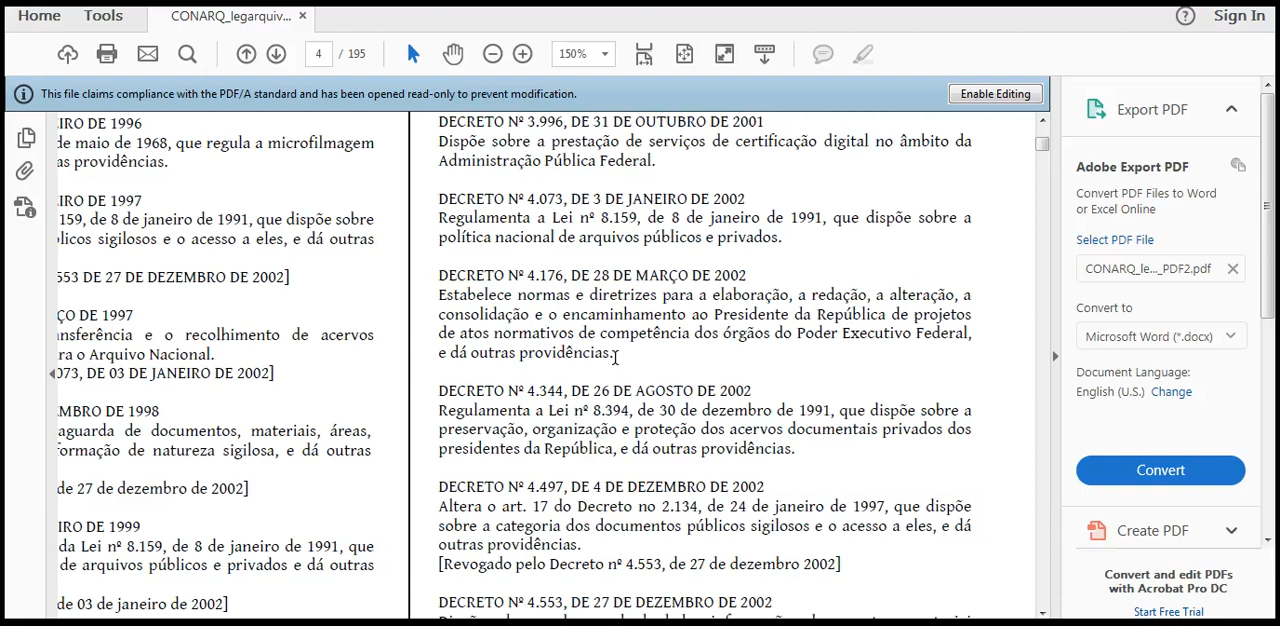 Home
Tools
CONARQ_legarquiv... ×
Sign In
4 / 195
150%
This file claims compliance with the PDF/A standard and has been opened read-only to prevent modification.
Enable Editing
IRO DE 1996
de maio de 1968, que regula a microfilmagem
as providências.
IRO DE 1997
159, de 8 de janeiro de 1991, que dispõe sobre
licos sigilosos e o acesso a eles, e dá outras
553 DE 27 DE DEZEMBRO DE 2002]
ÇO DE 1997
nsferência e o recolhimento de acervos
ra o Arquivo Nacional.
073, DE 03 DE JANEIRO DE 2002]
EMBRO DE 1998
aguarda de documentos, materiais, áreas,
formação de natureza sigilosa, e dá outras
de 27 de dezembro de 2002]
IRO DE 1999
da Lei nº 8.159, de 8 de janeiro de 1991, que
de arquivos públicos e privados e dá outras
de 03 de janeiro de 2002]
DECRETO Nº 3.996, DE 31 DE OUTUBRO DE 2001
Dispõe sobre a prestação de serviços de certificação digital no âmbito da
Administração Pública Federal.
DECRETO Nº 4.073, DE 3 DE JANEIRO DE 2002
Regulamenta a Lei nº 8.159, de 8 de janeiro de 1991, que dispõe sobre a
política nacional de arquivos públicos e privados.
DECRETO Nº 4.176, DE 28 DE MARÇO DE 2002
Estabelece normas e diretrizes para a elaboração, a redação, a alteração, a
consolidação e o encaminhamento ao Presidente da República de projetos
de atos normativos de competência dos órgãos do Poder Executivo Federal,
e dá outras providências.
DECRETO Nº 4.344, DE 26 DE AGOSTO DE 2002
Regulamenta a Lei nº 8.394, de 30 de dezembro de 1991, que dispõe sobre a
preservação, organização e proteção dos acervos documentais privados dos
presidentes da República, e dá outras providências.
DECRETO Nº 4.497, DE 4 DE DEZEMBRO DE 2002
Altera o art. 17 do Decreto no 2.134, de 24 de janeiro de 1997, que dispõe
sobre a categoria dos documentos públicos sigilosos e o acesso a eles, e dá
outras providências.
[Revogado pelo Decreto nº 4.553, de 27 de dezembro 2002]
DECRETO Nº 4.553, DE 27 DE DEZEMBRO DE 2002
Export PDF
Adobe Export PDF
Convert PDF Files to Word
or Excel Online
Select PDF File
CONARQ_le..._PDF2.pdf
Convert to
Microsoft Word (*.docx)
Document Language:
English (U.S.) Change
Convert
Create PDF
Convert and edit PDFs
with Acrobat Pro DC
Start Free Trial